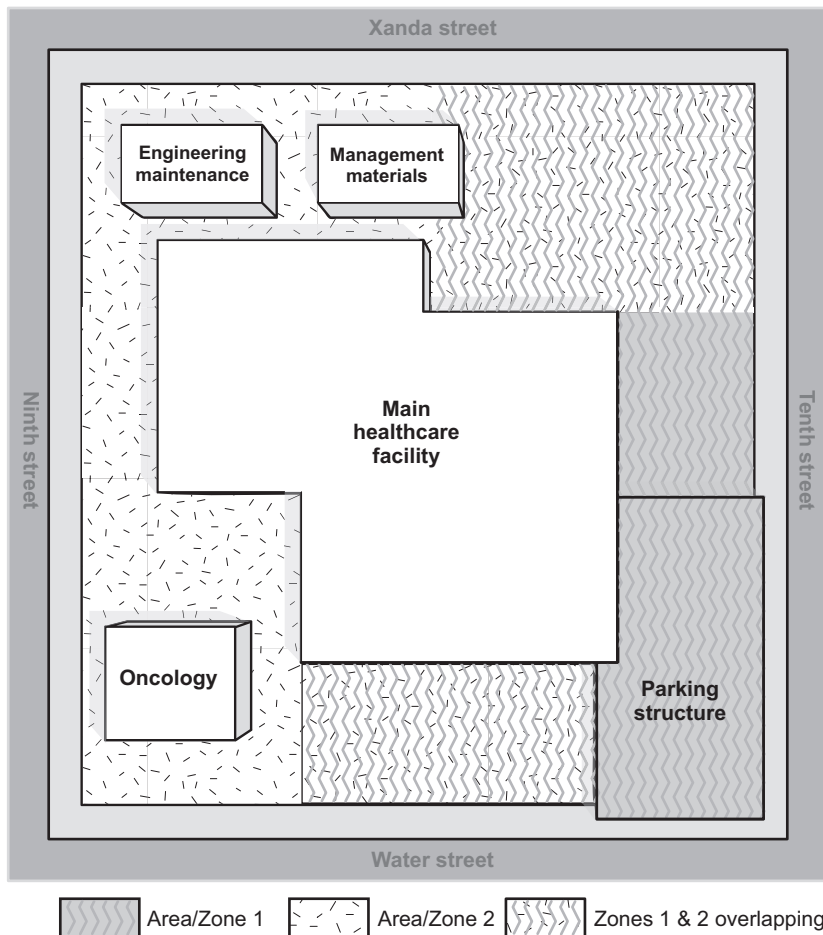 Xanda street
Engineering
maintenance
Management
materials
Ninth street
Main
healthcare
facility
Tenth street
Oncology
Parking
structure
Water street
Area/Zone 1
Area/Zone 2
Zones 1 & 2 overlapping